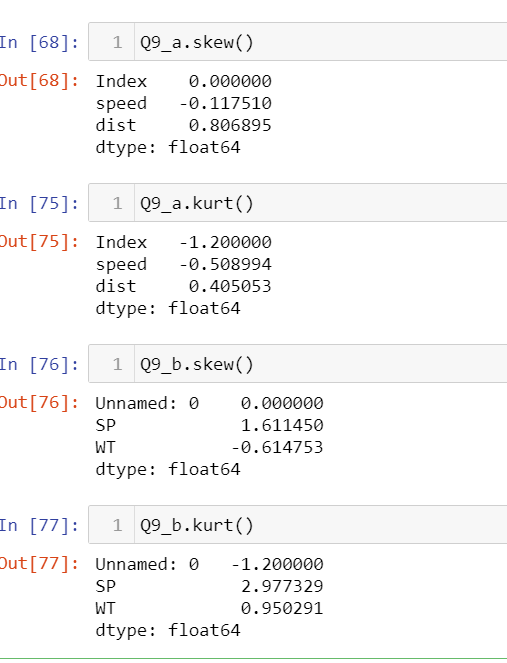 In [68]: 1 Q9_a.skew()
Out[68]: Index 0.000000
speed -0.117510
dist 0.806895
dtype: float64
In [75]: 1 Q9_a.kurt()
Out[75]: Index -1.200000
speed -0.508994
dist 0.405053
dtype: float64
In [76]: 1 Q9_b.skew()
Out[76]: Unnamed: 0 0.000000
SP 1.611450
WT -0.614753
dtype: float64
In [77]: 1 Q9_b.kurt()
Out[77]: Unnamed: 0 -1.200000
SP 2.977329
WT 0.950291
dtype: float64